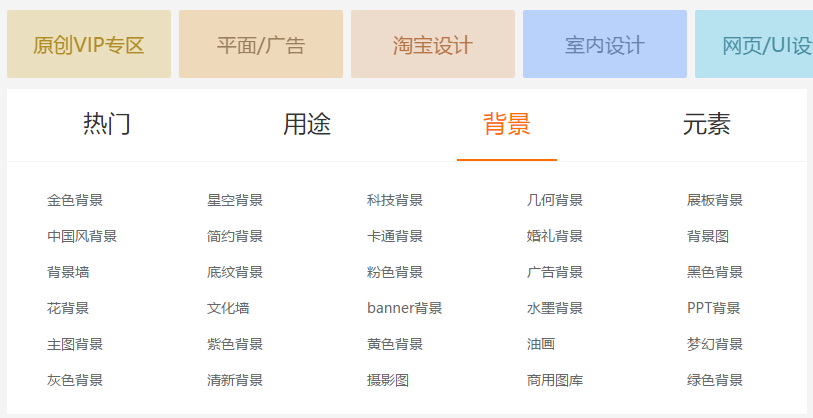 原创VIP专区 平面/广告 淘宝设计 室内设计 网页/UI设
热门 用途 背景 元素
金色背景 星空背景 科技背景 几何背景 展板背景
中国风背景 简约背景 卡通背景 婚礼背景 背景图
背景墙 底纹背景 粉色背景 广告背景 黑色背景
花背景 文化墙 banner背景 水墨背景 PPT背景
主图背景 紫色背景 黄色背景 油画 梦幻背景
灰色背景 清新背景 摄影图 商用图库 绿色背景